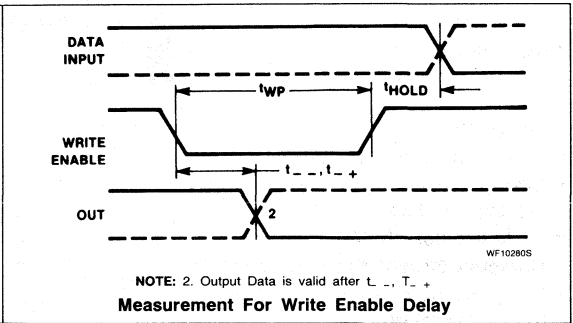 DATA
INPUT
tWP
tHOLD
WRITE
ENABLE
t_ _, t_ +
OUT
2
WF10280S
NOTE: 2. Output Data is valid after t_ _, T_ +
Measurement For Write Enable Delay